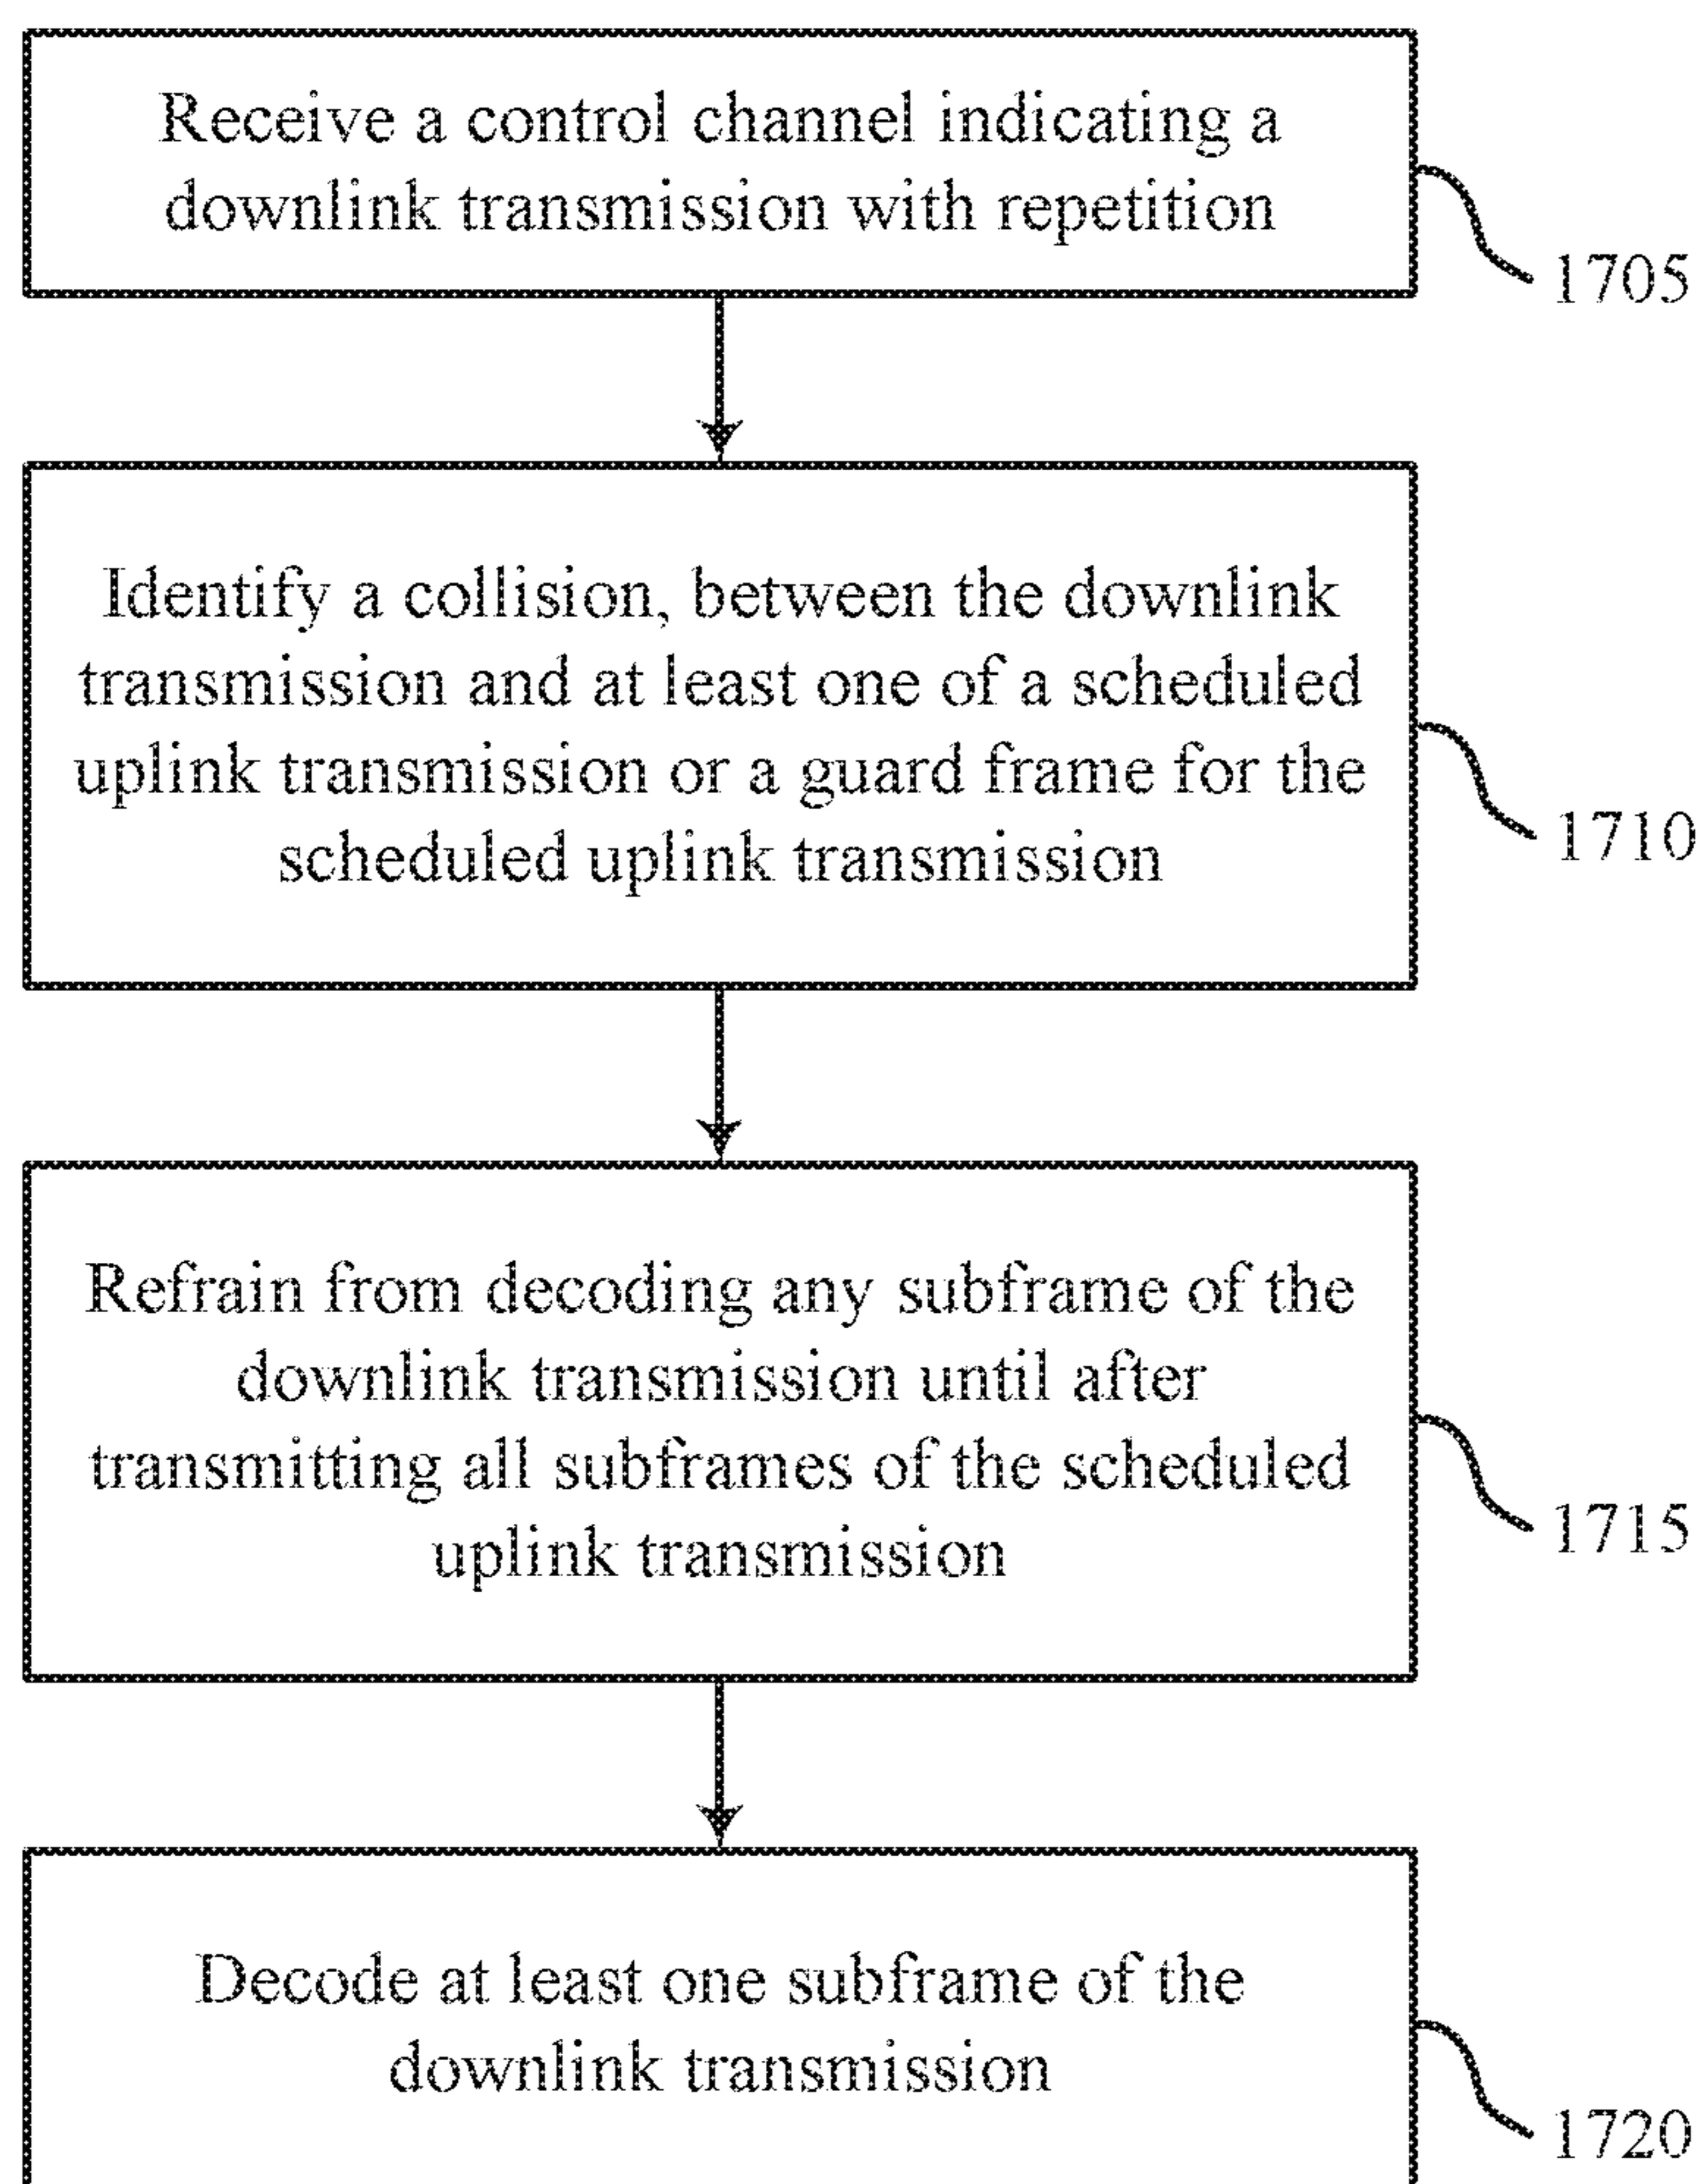 Receive a control channel indicating a
downlink transmission with repetition
1705
Identify a collision, between the downlink
transmission and at least one of a scheduled
uplink transmission or a guard frame for the
scheduled uplink transmission
1710
Refrain from decoding any subframe of the
downlink transmission until after
transmitting all subframes of the scheduled
uplink transmission
1715
Decode at least one subframe of the
downlink transmission
1720